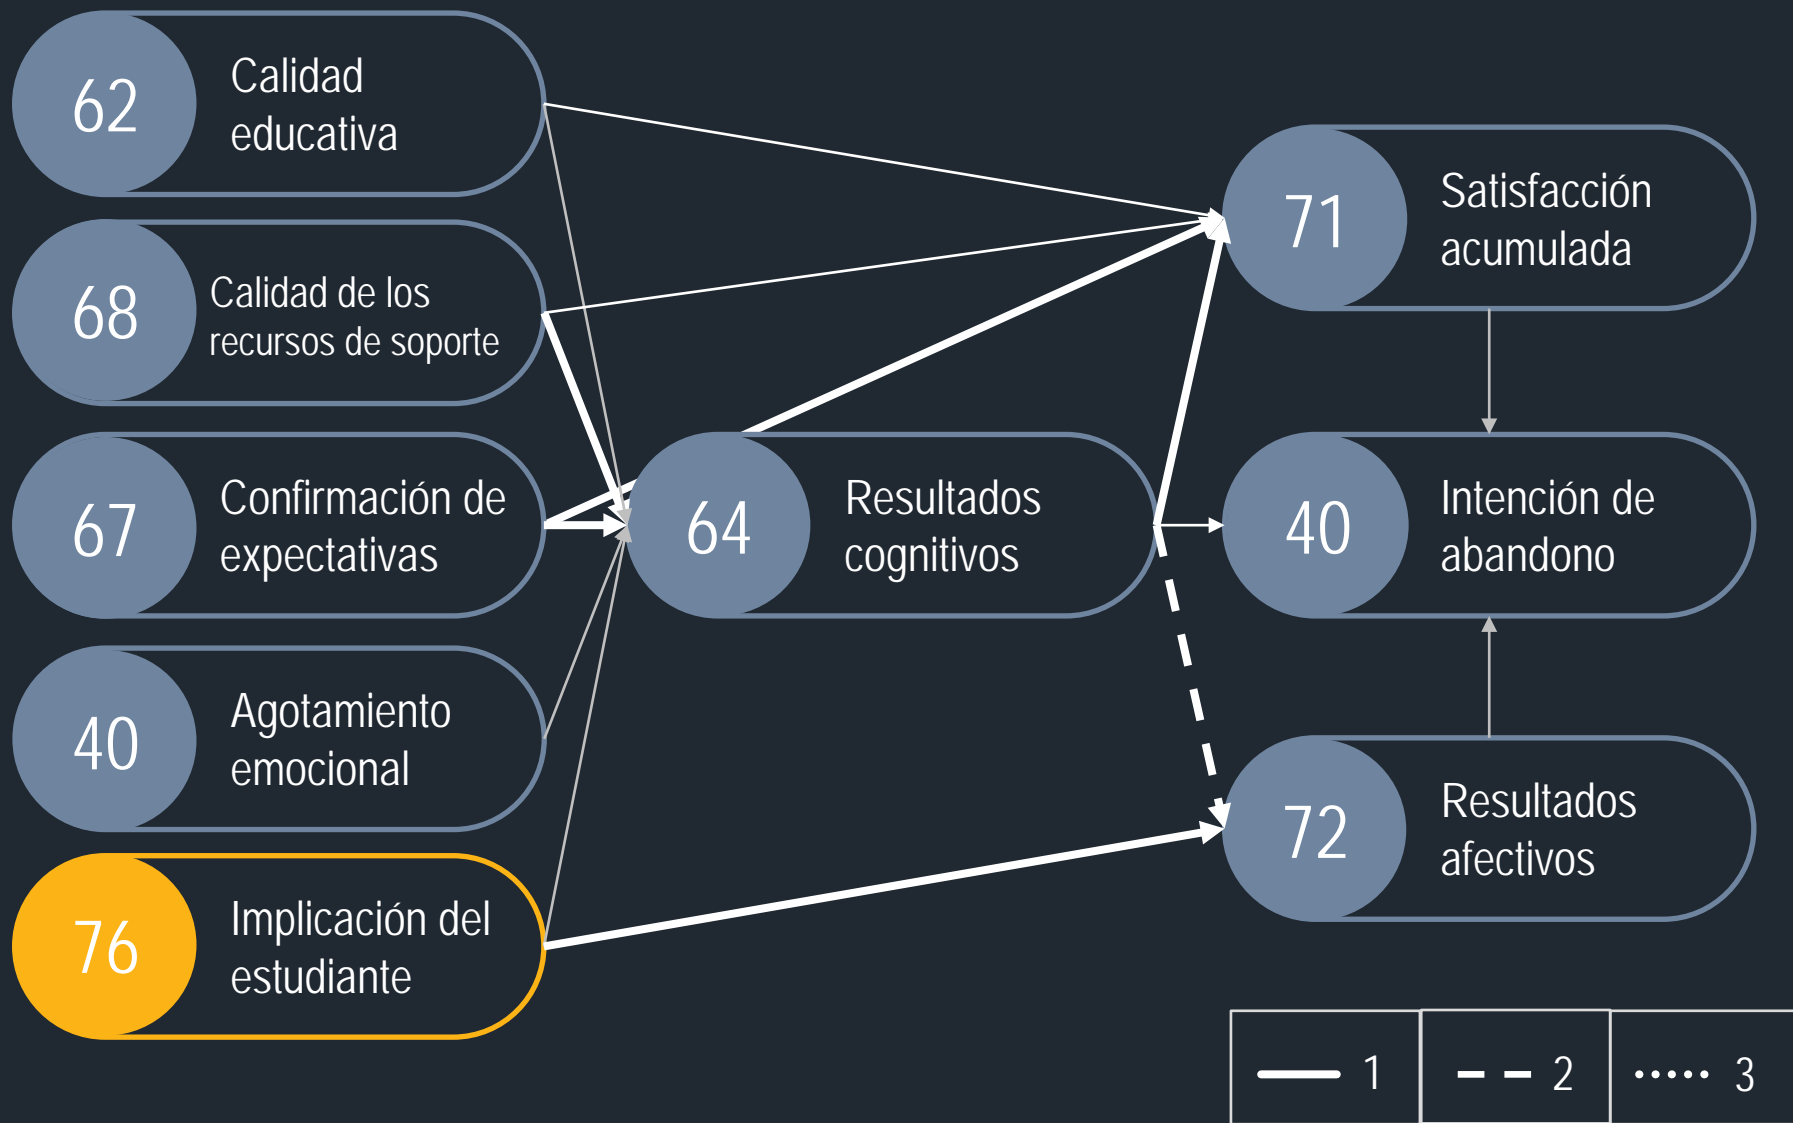 62
Calidad
educativa
68
Calidad de los
recursos de soporte
67
Confirmación de
expectativas
40
Agotamiento
emocional
76
Implicación del
estudiante
64
Resultados
cognitivos
71
Satisfacción
acumulada
40
Intención de
abandono
72
Resultados
afectivos
1
2
3